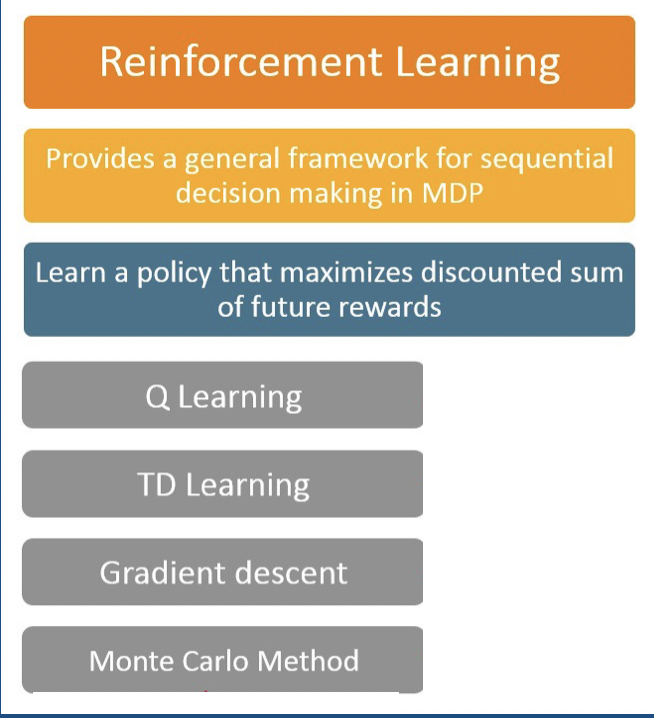 Reinforcement Learning
Provides a general framework for sequential
decision making in MDP
Learn a policy that maximizes discounted sum
of future rewards
Q Learning
TD Learning
Gradient descent
Monte Carlo Method